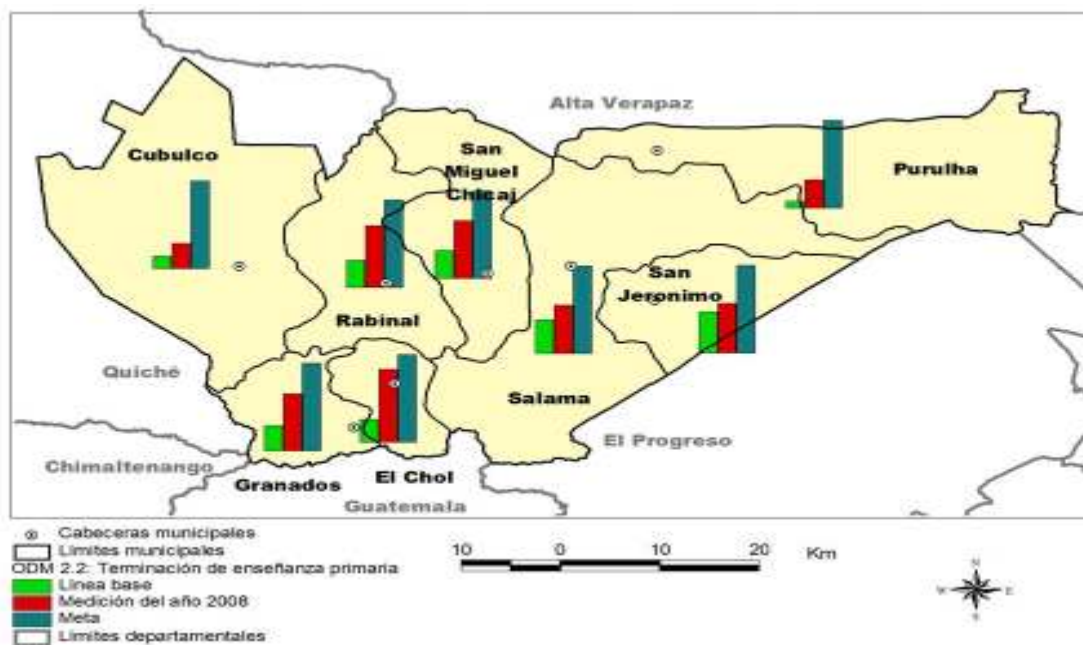 Alta Verapaz
Cubulco
San
Miguel
Chicaj
Purulha
San
Jeronimo
Rabinal
Quiché
Salama
El Progreso
Chimaltenango
Granados
El Chol
Guatemala
Cabeceras municipales
Límites municipales
ODM 2.2: Terminación de enseñanza primaria
Línea base
Medición del año 2008
Meta
Límites departamentales
10 0 10 20 Km
N
W E
S